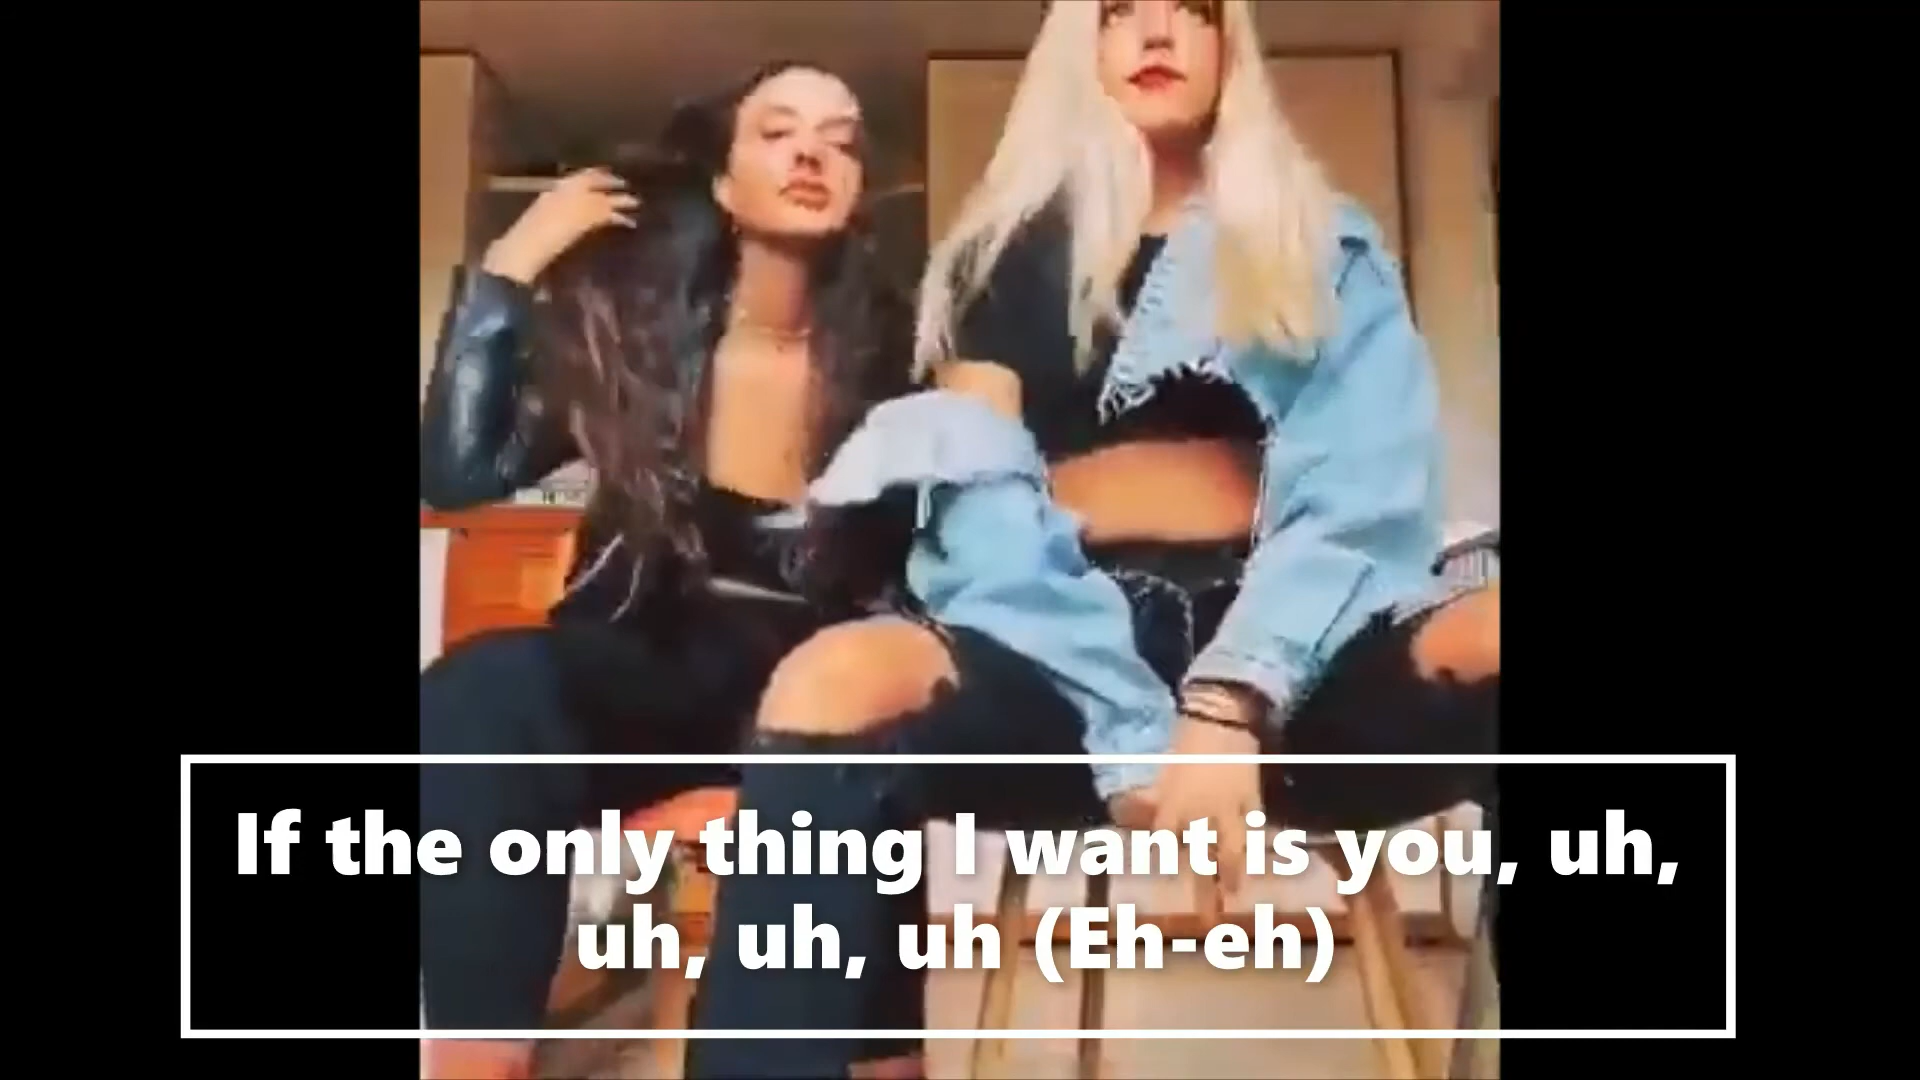 If the only thing I want is you, uh,
uh, uh, uh (Eh-eh)